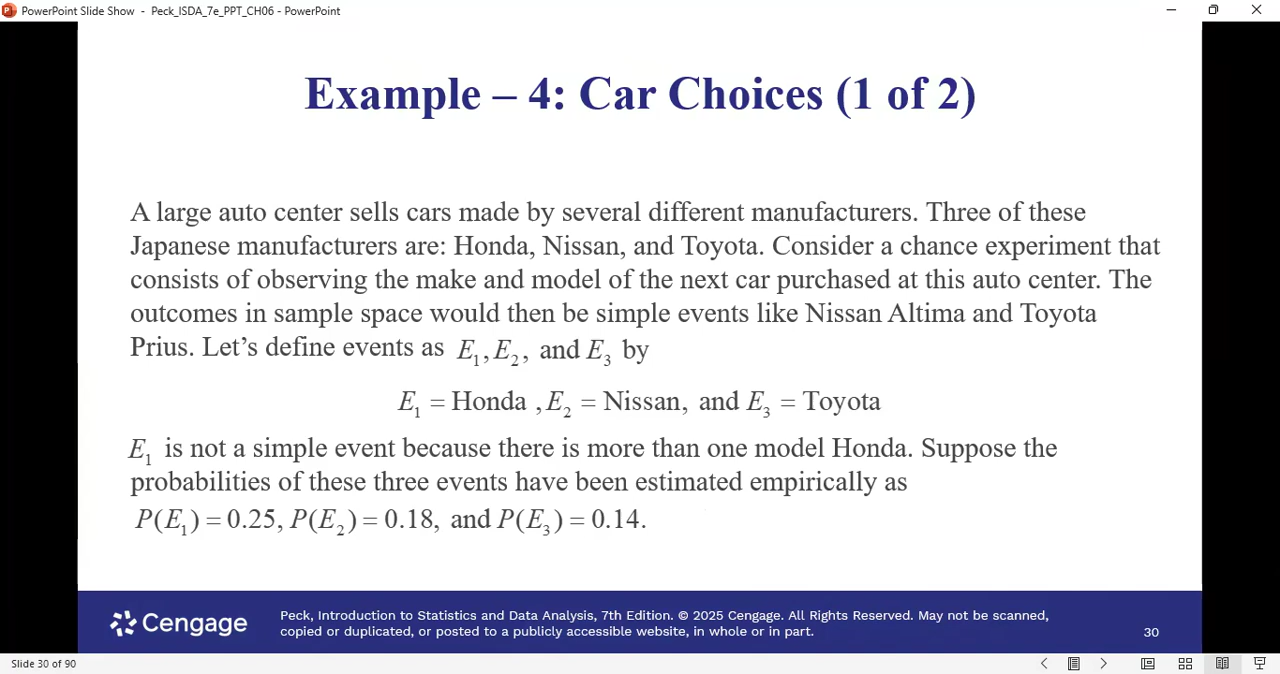 PowerPoint Slide Show - Peck_ISDA_7e_PPT_CH06 - PowerPoint
Example – 4: Car Choices (1 of 2)
A large auto center sells cars made by several different manufacturers. Three of these
Japanese manufacturers are: Honda, Nissan, and Toyota. Consider a chance experiment that
consists of observing the make and model of the next car purchased at this auto center. The
outcomes in sample space would then be simple events like Nissan Altima and Toyota
Prius. Let’s define events as E₁, E₂, and E₃ by
E₁ = Honda , E₂ = Nissan, and E₃ = Toyota
E₁ is not a simple event because there is more than one model Honda. Suppose the
probabilities of these three events have been estimated empirically as
P(E₁) = 0.25, P(E₂) = 0.18, and P(E₃) = 0.14.
Cengage
Peck, Introduction to Statistics and Data Analysis, 7th Edition. © 2025 Cengage. All Rights Reserved. May not be scanned,
copied or duplicated, or posted to a publicly accessible website, in whole or in part.
30
Slide 30 of 90